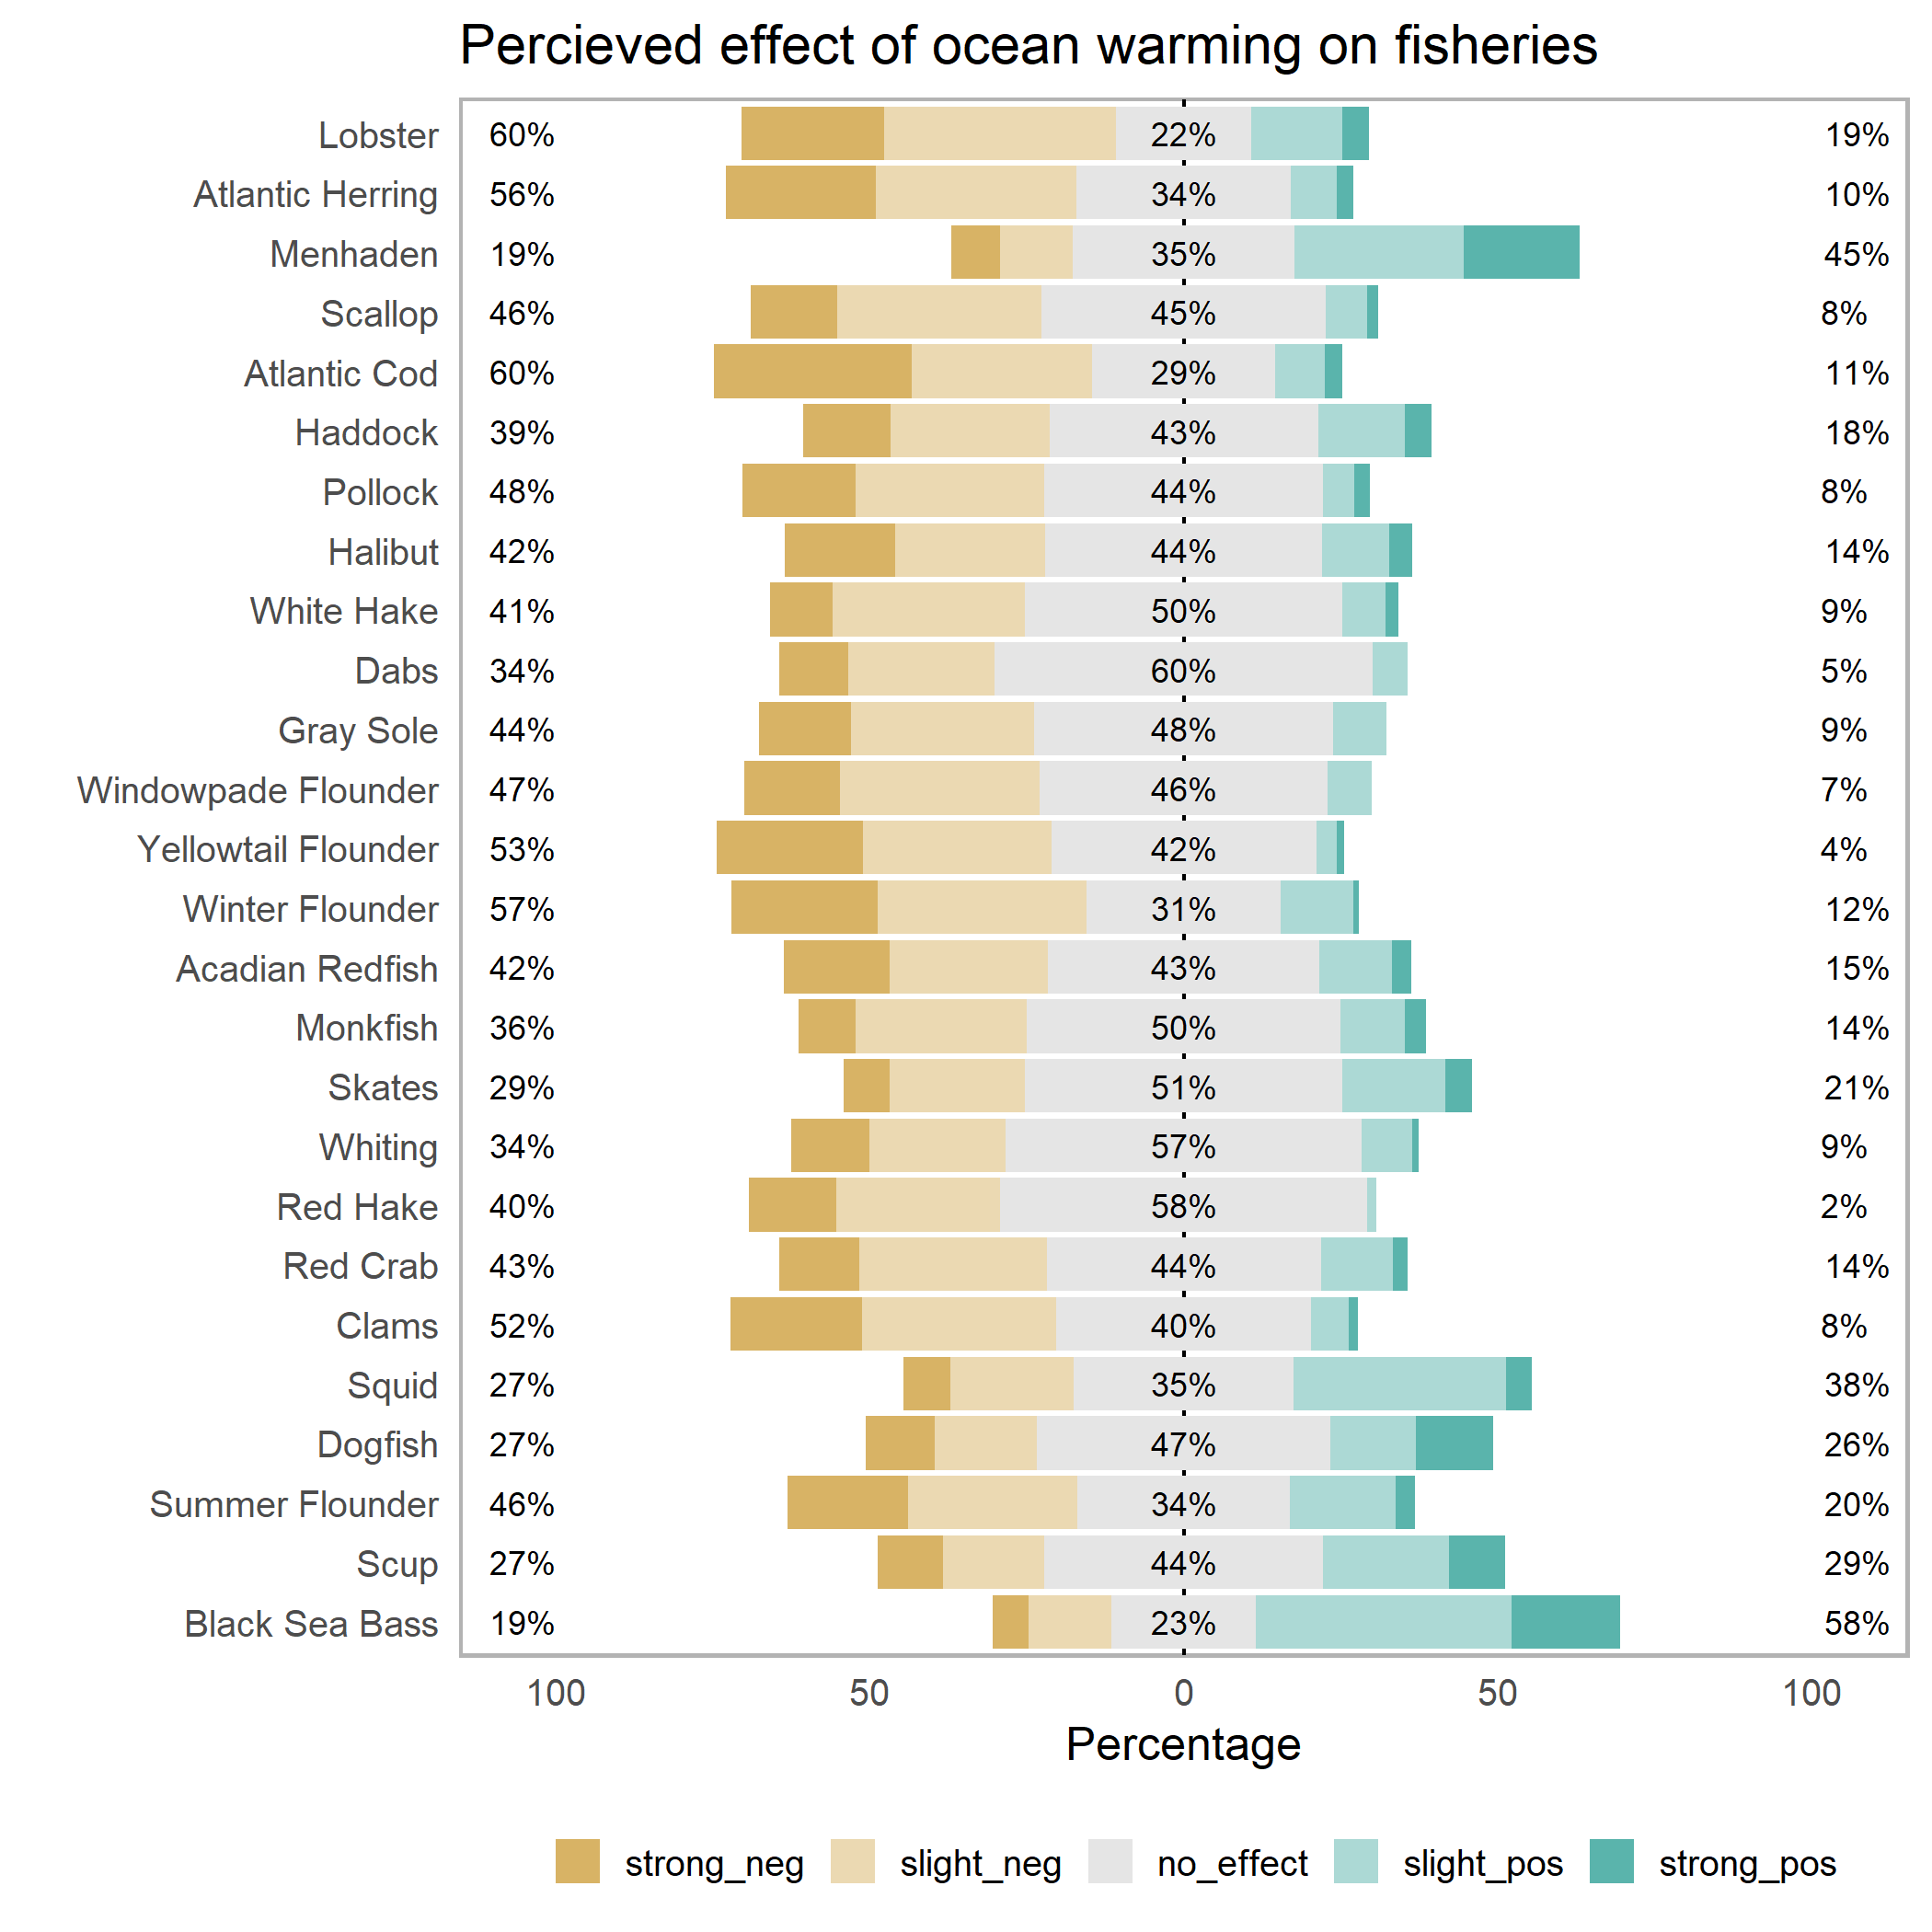 Percieved effect of ocean warming on fisheries
Lobster 60% 22% 19%
Atlantic Herring 56% 34% 10%
Menhaden 19% 35% 45%
Scallop 46% 45% 8%
Atlantic Cod 60% 29% 11%
Haddock 39% 43% 18%
Pollock 48% 44% 8%
Halibut 42% 44% 14%
White Hake 41% 50% 9%
Dabs 34% 60% 5%
Gray Sole 44% 48% 9%
Windowpade Flounder 47% 46% 7%
Yellowtail Flounder 53% 42% 4%
Winter Flounder 57% 31% 12%
Acadian Redfish 42% 43% 15%
Monkfish 36% 50% 14%
Skates 29% 51% 21%
Whiting 34% 57% 9%
Red Hake 40% 58% 2%
Red Crab 43% 44% 14%
Clams 52% 40% 8%
Squid 27% 35% 38%
Dogfish 27% 47% 26%
Summer Flounder 46% 34% 20%
Scup 27% 44% 29%
Black Sea Bass 19% 23% 58%
100 50 0 50 100
Percentage
strong_neg slight_neg no_effect slight_pos strong_pos